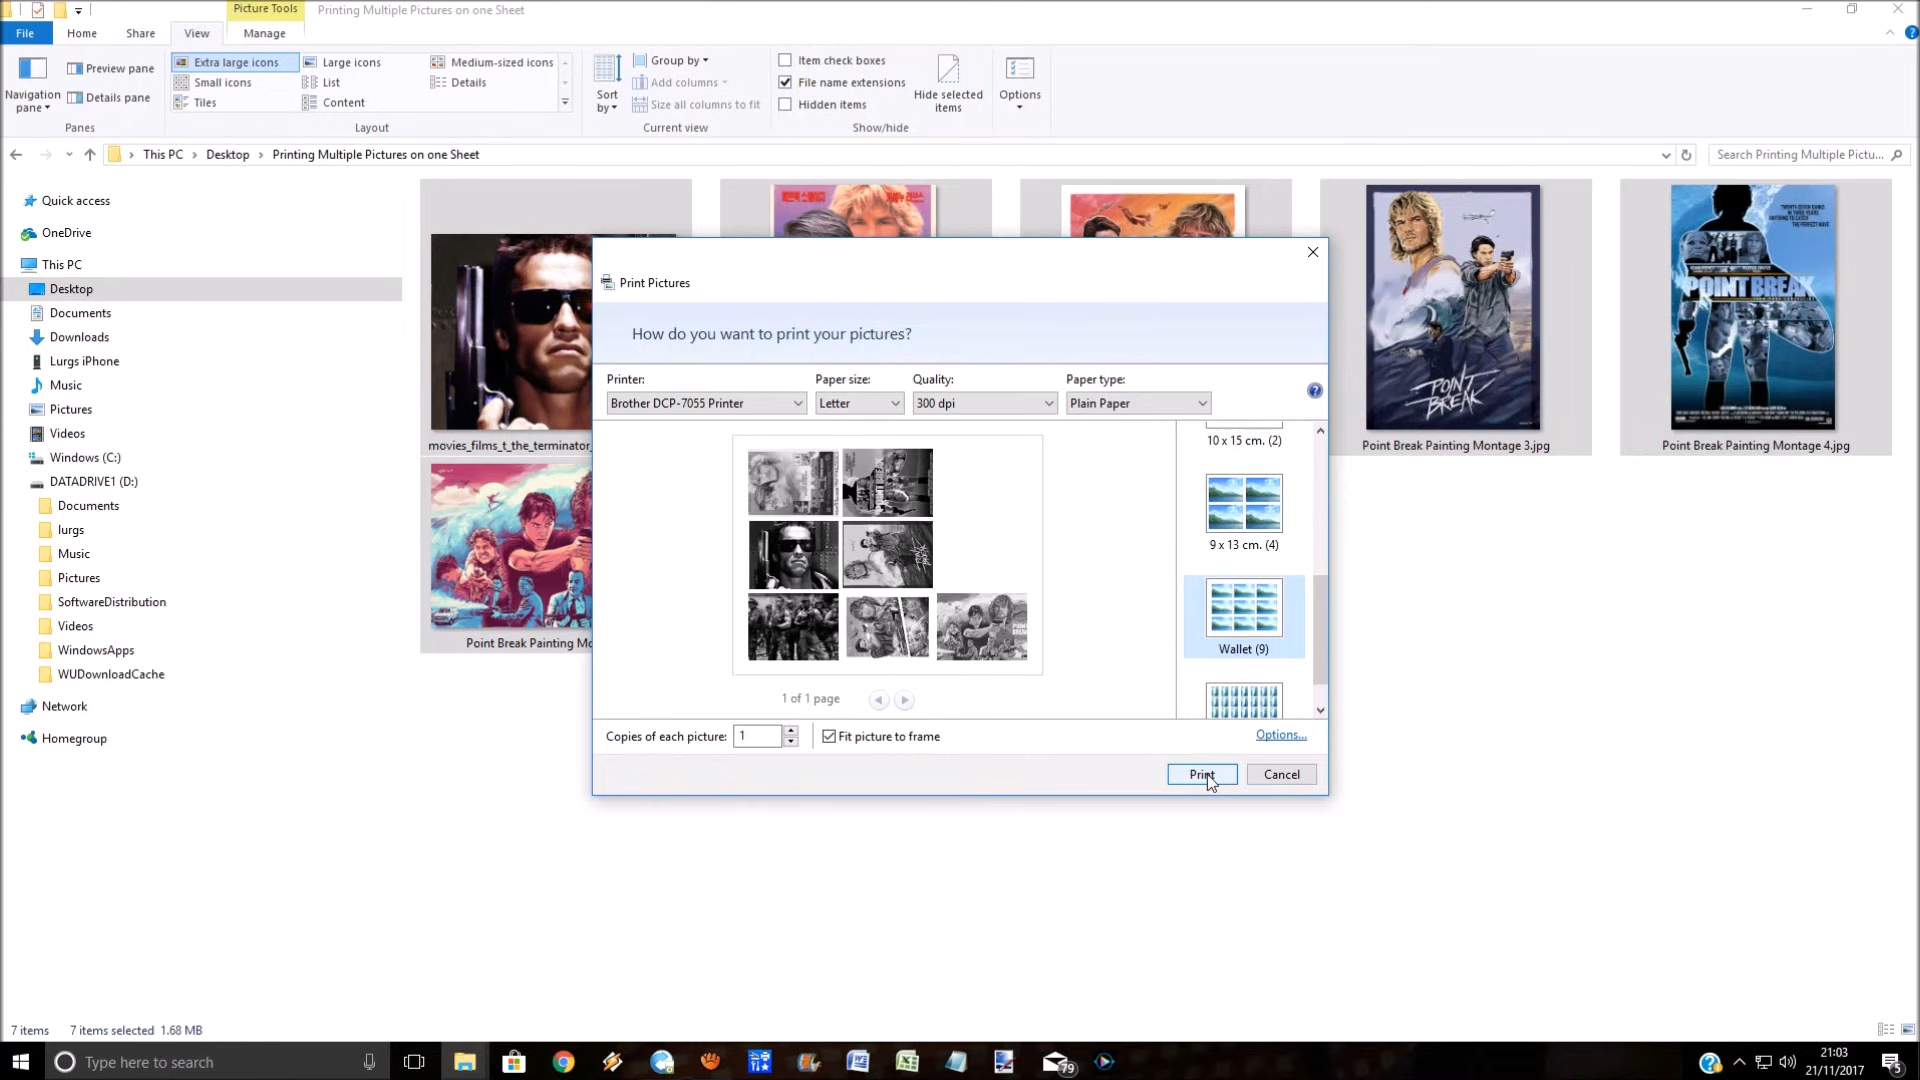 Picture Tools
Printing Multiple Pictures on one Sheet
File
Home
Share
View
Manage
Navigation pane
Preview pane
Details pane
Panes
Extra large icons
Large icons
Medium-sized icons
Small icons
List
Details
Tiles
Content
Layout
Sort by
Group by
Add columns
Size all columns to fit
Current view
Item check boxes
File name extensions
Hidden items
Hide selected items
Show/hide
Options
This PC
Desktop
Printing Multiple Pictures on one Sheet
Search Printing Multiple Pictu...
Quick access
OneDrive
This PC
Desktop
Documents
Downloads
Lurgs iPhone
Music
Pictures
Videos
Windows (C:)
DATADRIVE1 (D:)
Documents
lurgs
Music
Pictures
SoftwareDistribution
Videos
WindowsApps
WUDownloadCache
Network
Homegroup
movies_films_t_the_terminator_
Point Break Painting Mo
POINT BREAK
Point Break Painting Montage 3.jpg
POINT BREAK
Point Break Painting Montage 4.jpg
Print Pictures
How do you want to print your pictures?
Printer:
Paper size:
Quality:
Paper type:
Brother DCP-7055 Printer
Letter
300 dpi
Plain Paper
10 x 15 cm. (2)
9 x 13 cm. (4)
Wallet (9)
1 of 1 page
Copies of each picture:
1
Fit picture to frame
Options...
Print
Cancel
7 items
7 items selected 1.68 MB
Type here to search
79
21:03
21/11/2017
5